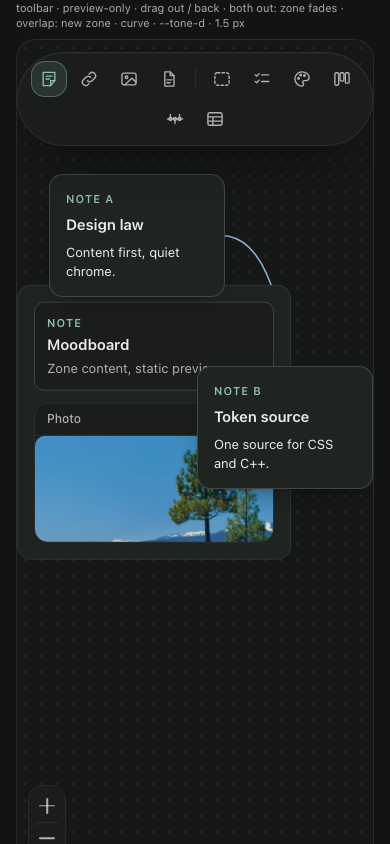 toolbar · preview-only · drag out / back · both out: zone fades ·
overlap: new zone · curve · --tone-d · 1.5 px
NOTE A
Design law
Content first, quiet
chrome.
NOTE
Moodboard
Zone content, static
Photo
NOTE B
Token source
One source for CSS
and C++.